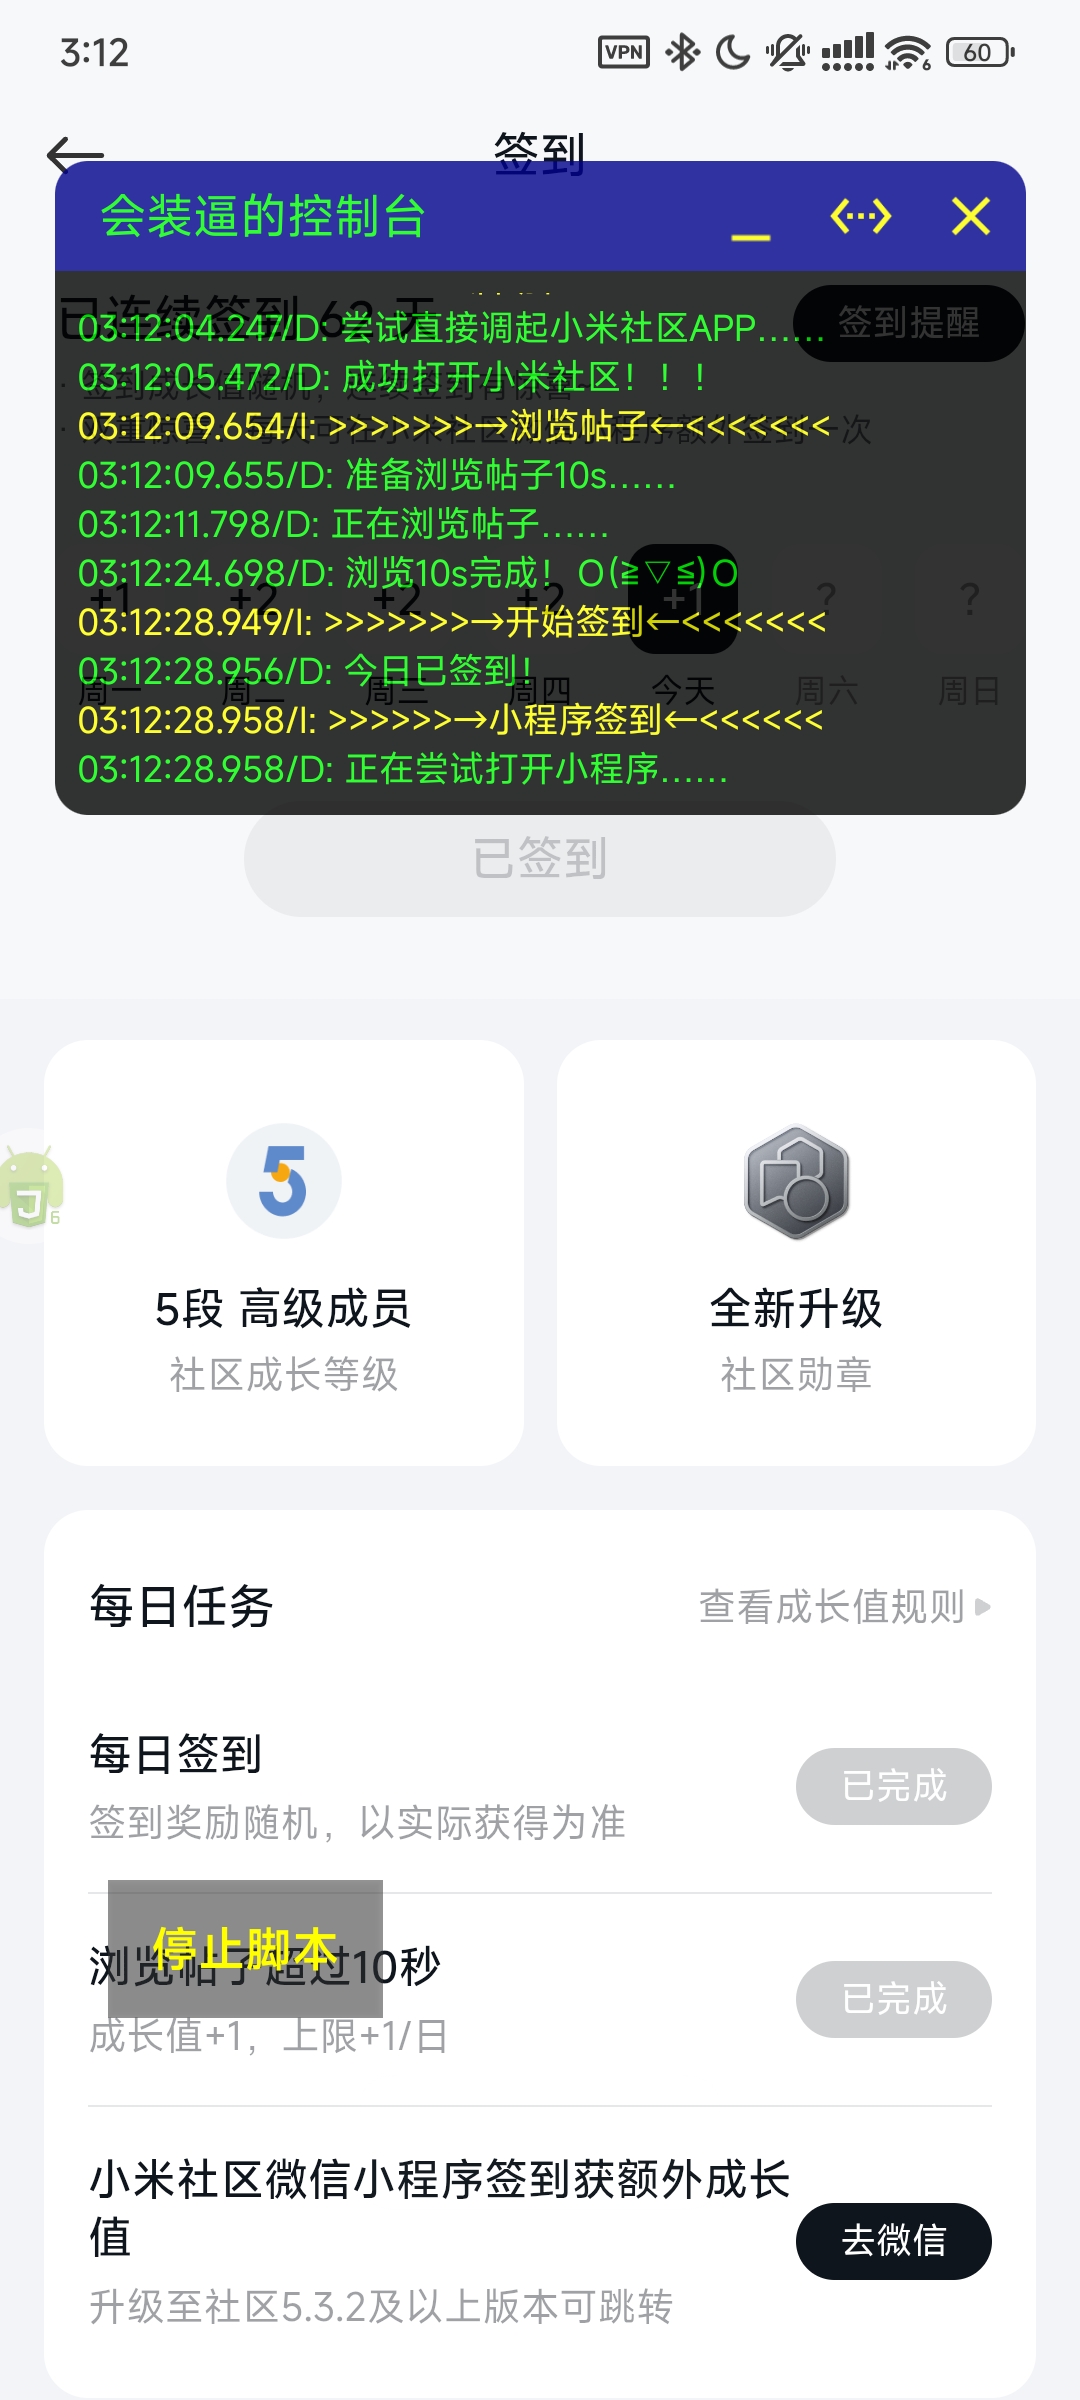 3:12
VPN
6
60
签到
会装逼的控制台
已连续签到 62 天
签到提醒
03:12:04.247/D: 尝试直接调起小米社区APP......
03:12:05.472/D: 成功打开小米社区！！！
03:12:09.654/I: >>>>>>>→浏览帖子←<<<<<<<
03:12:09.655/D: 准备浏览帖子10s......
03:12:11.798/D: 正在浏览帖子......
03:12:24.698/D: 浏览10s完成！O(≧▽≦)O
+1
+2
+2
+2
+1
?
?
03:12:28.949/I: >>>>>>>→开始签到←<<<<<<<
03:12:28.956/D: 今日已签到！
周一
周二
周三
周四
今天
周六
周日
03:12:28.958/I: >>>>>>→小程序签到←<<<<<<
03:12:28.958/D: 正在尝试打开小程序......
已签到
5
5段 高级成员
社区成长等级
全新升级
社区勋章
每日任务
查看成长值规则
每日签到
签到奖励随机，以实际获得为准
已完成
停止脚本
浏览帖子超过10秒
成长值+1，上限+1/日
已完成
小米社区微信小程序签到获额外成长
值
去微信
升级至社区5.3.2及以上版本可跳转